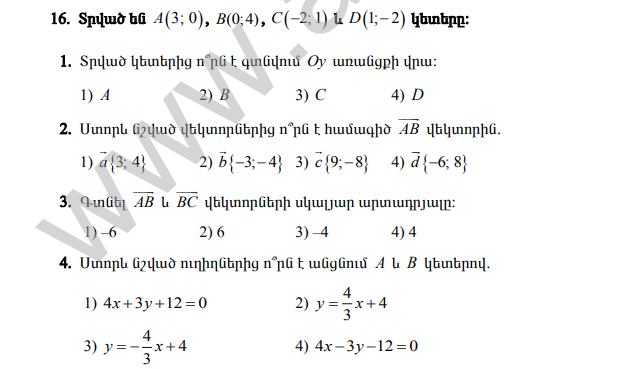 16. Տրված են A(3; 0), B(0;4), C(−2; 1) և D(1;−2) կետերը:
1. Տրված կետերից ո՞րն է գտնվում Oy առանցքի վրա:
1) A 2) B 3) C 4) D
2. Ստորև նշված վեկտորներից ո՞րն է համագիծ \overrightarrow{AB} վեկտորին.
1) \vec{a}{3; 4} 2) \vec{b}{−3;−4} 3) \vec{c}{9;−8} 4) \vec{d}{−6; 8}
3. Գտնել \overrightarrow{AB} և \overrightarrow{BC} վեկտորների սկալյար արտադրյալը:
1) –6 2) 6 3) –4 4) 4
4. Ստորև նշված ուղիղներից ո՞րն է անցնում A և B կետերով.
1) 4x+3y+12=0 2) y=\frac{4}{3}x+4
3) y=−\frac{4}{3}x+4 4) 4x−3y−12=0